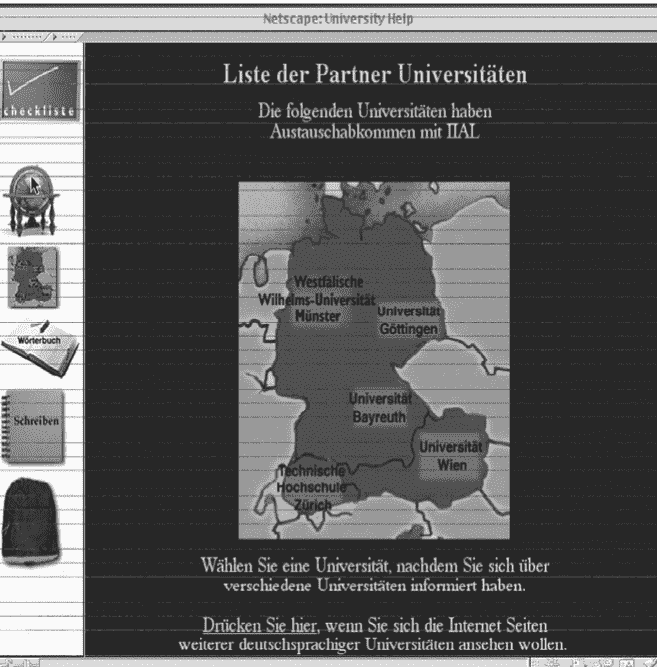 Netscape: University Help
checkliste
Liste der Partner Universitäten
Die folgenden Universitäten haben
Austauschabkommen mit IIAL
Westfälische
Wilhelms-Universität
Münster
Universität
Göttingen
Wörterbuch
Universität
Bayreuth
Schreiben
Universität
Wien
Technische
Hochschule
Zürich
Wählen Sie eine Universität, nachdem Sie sich über
verschiedene Universitäten informiert haben.
Drücken Sie hier, wenn Sie sich die Internet Seiten
weiterer deutschsprachiger Universitäten ansehen wollen.